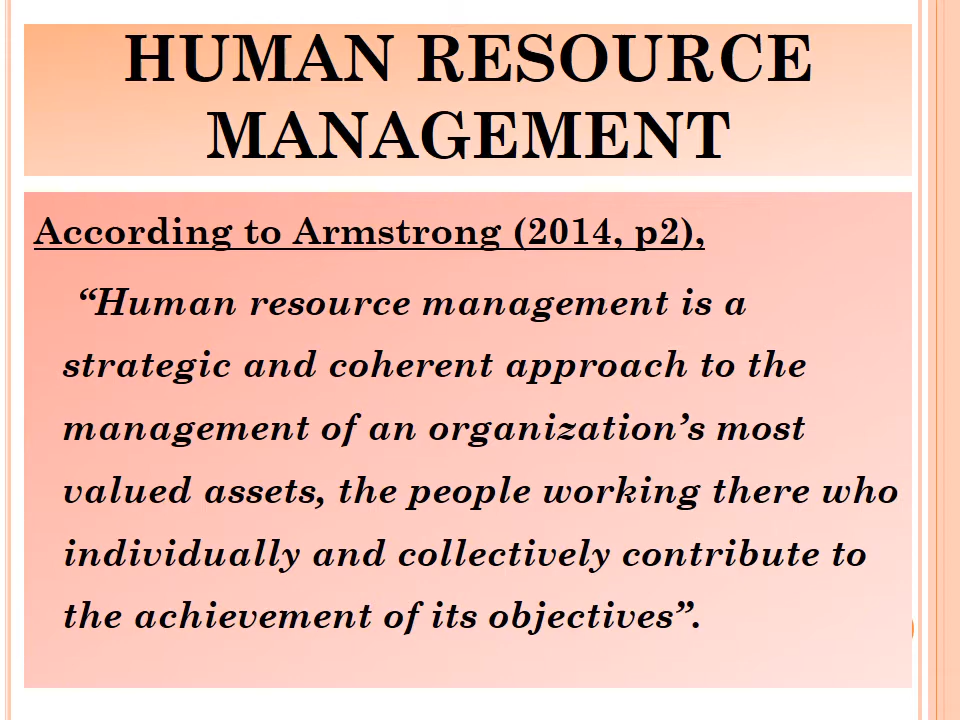 HUMAN RESOURCE
MANAGEMENT
According to Armstrong (2014, p2),
“Human resource management is a
strategic and coherent approach to the
management of an organization’s most
valued assets, the people working there who
individually and collectively contribute to
the achievement of its objectives”.